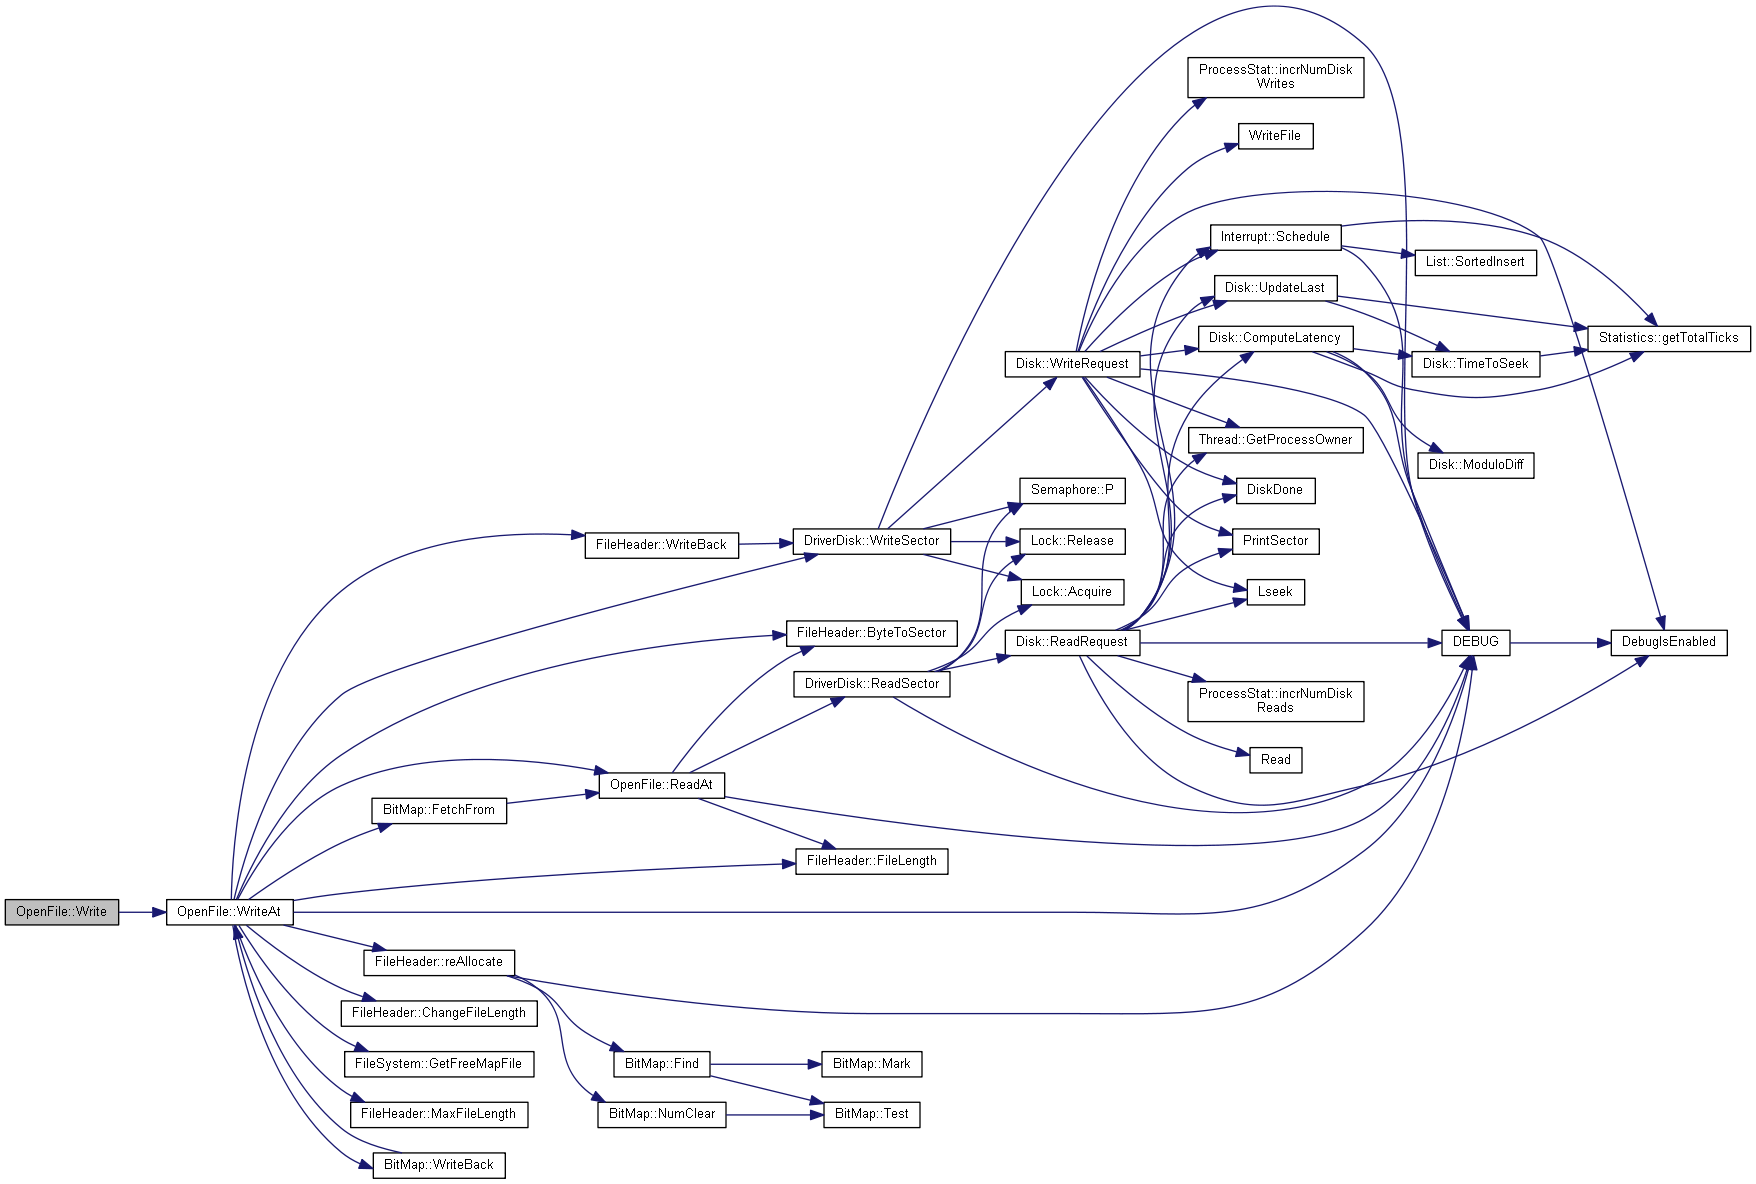 ProcessStat::incrNumDisk
Writes
WriteFile
Interrupt::Schedule
List::SortedInsert
Disk::UpdateLast
Disk::ComputeLatency
Statistics::getTotalTicks
Disk::WriteRequest
Disk::TimeToSeek
Thread::GetProcessOwner
Disk::ModuloDiff
Semaphore::P
DiskDone
FileHeader::WriteBack
DriverDisk::WriteSector
Lock::Release
PrintSector
Lock::Acquire
Lseek
FileHeader::ByteToSector
Disk::ReadRequest
DEBUG
DebugIsEnabled
DriverDisk::ReadSector
ProcessStat::incrNumDisk
Reads
Read
OpenFile::ReadAt
BitMap::FetchFrom
FileHeader::FileLength
OpenFile::Write
OpenFile::WriteAt
FileHeader::reAllocate
FileHeader::ChangeFileLength
FileSystem::GetFreeMapFile
BitMap::Find
BitMap::Mark
FileHeader::MaxFileLength
BitMap::NumClear
BitMap::Test
BitMap::WriteBack